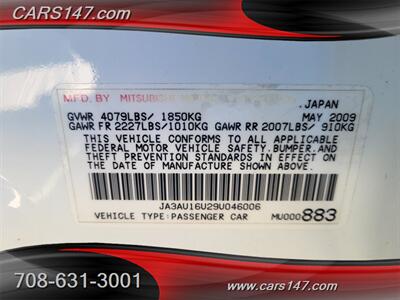 CARS147.com
MFD. BY MITSUBISHI JAPAN
GVWR 4079LBS/ 1850KG MAY 2009
GAWR FR 2227LBS/1010KG GAWR RR 2007LBS/ 910KG
THIS VEHICLE CONFORMS TO ALL APPLICABLE
FEDERAL MOTOR VEHICLE SAFETY,BUMPER,AND
THEFT PREVENTION STANDARDS IN EFFECT ON
THE DATE OF MANUFACTURE SHOWN ABOVE.
JA3AU16U29U046006
VEHICLE TYPE:PASSENGER CAR MU000883
708-631-3001 CARS147.com